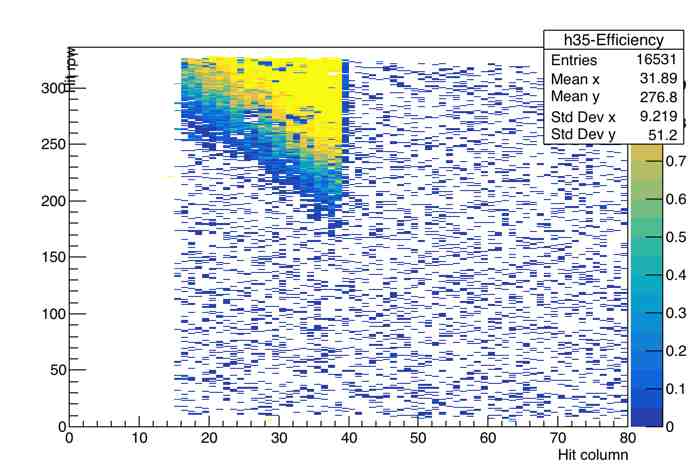 h35-Efficiency
Entries 16531
Mean x 31.89
Mean y 276.8
Std Dev x 9.219
Std Dev y 51.2
Hit row
300
250
200
150
100
50
0
0 10 20 30 40 50 60 70 80
Hit column
0.7
0.6
0.5
0.4
0.3
0.2
0.1
0